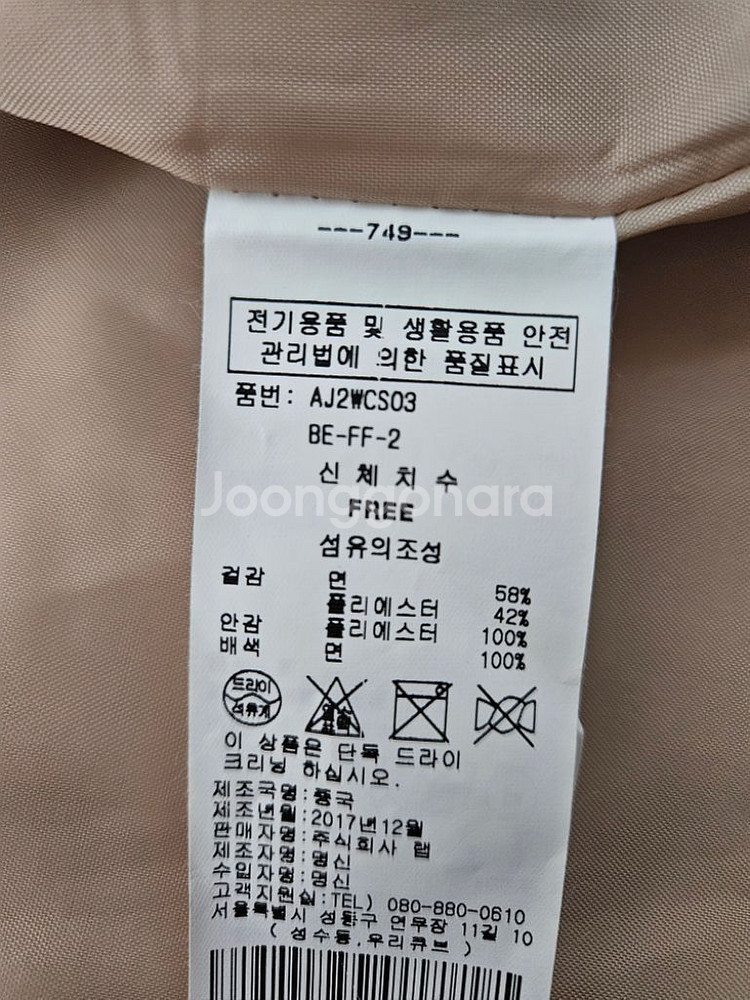 ---749---
전기용품 및 생활용품 안전
관리법에 의한 품질표시
품번: AJ2WCS03
BE-FF-2
신 체 치 수
Joonggonara
FREE
섬유의조성
겉감 면 58%
폴리에스터 42%
안감 폴리에스터 100%
배색 면 100%
드라이
석유계
이 상품은 단독 드라이
크리닝 하십시오.
제조국명:중국
제조년월:2017년12월
판매자명:주식회사 랩
제조자명:명신
수입자명:명신
고객지원실:TEL) 080-880-0610
서울특별시 성동구 연무장 11길 10
( 성수동,우리큐브 )